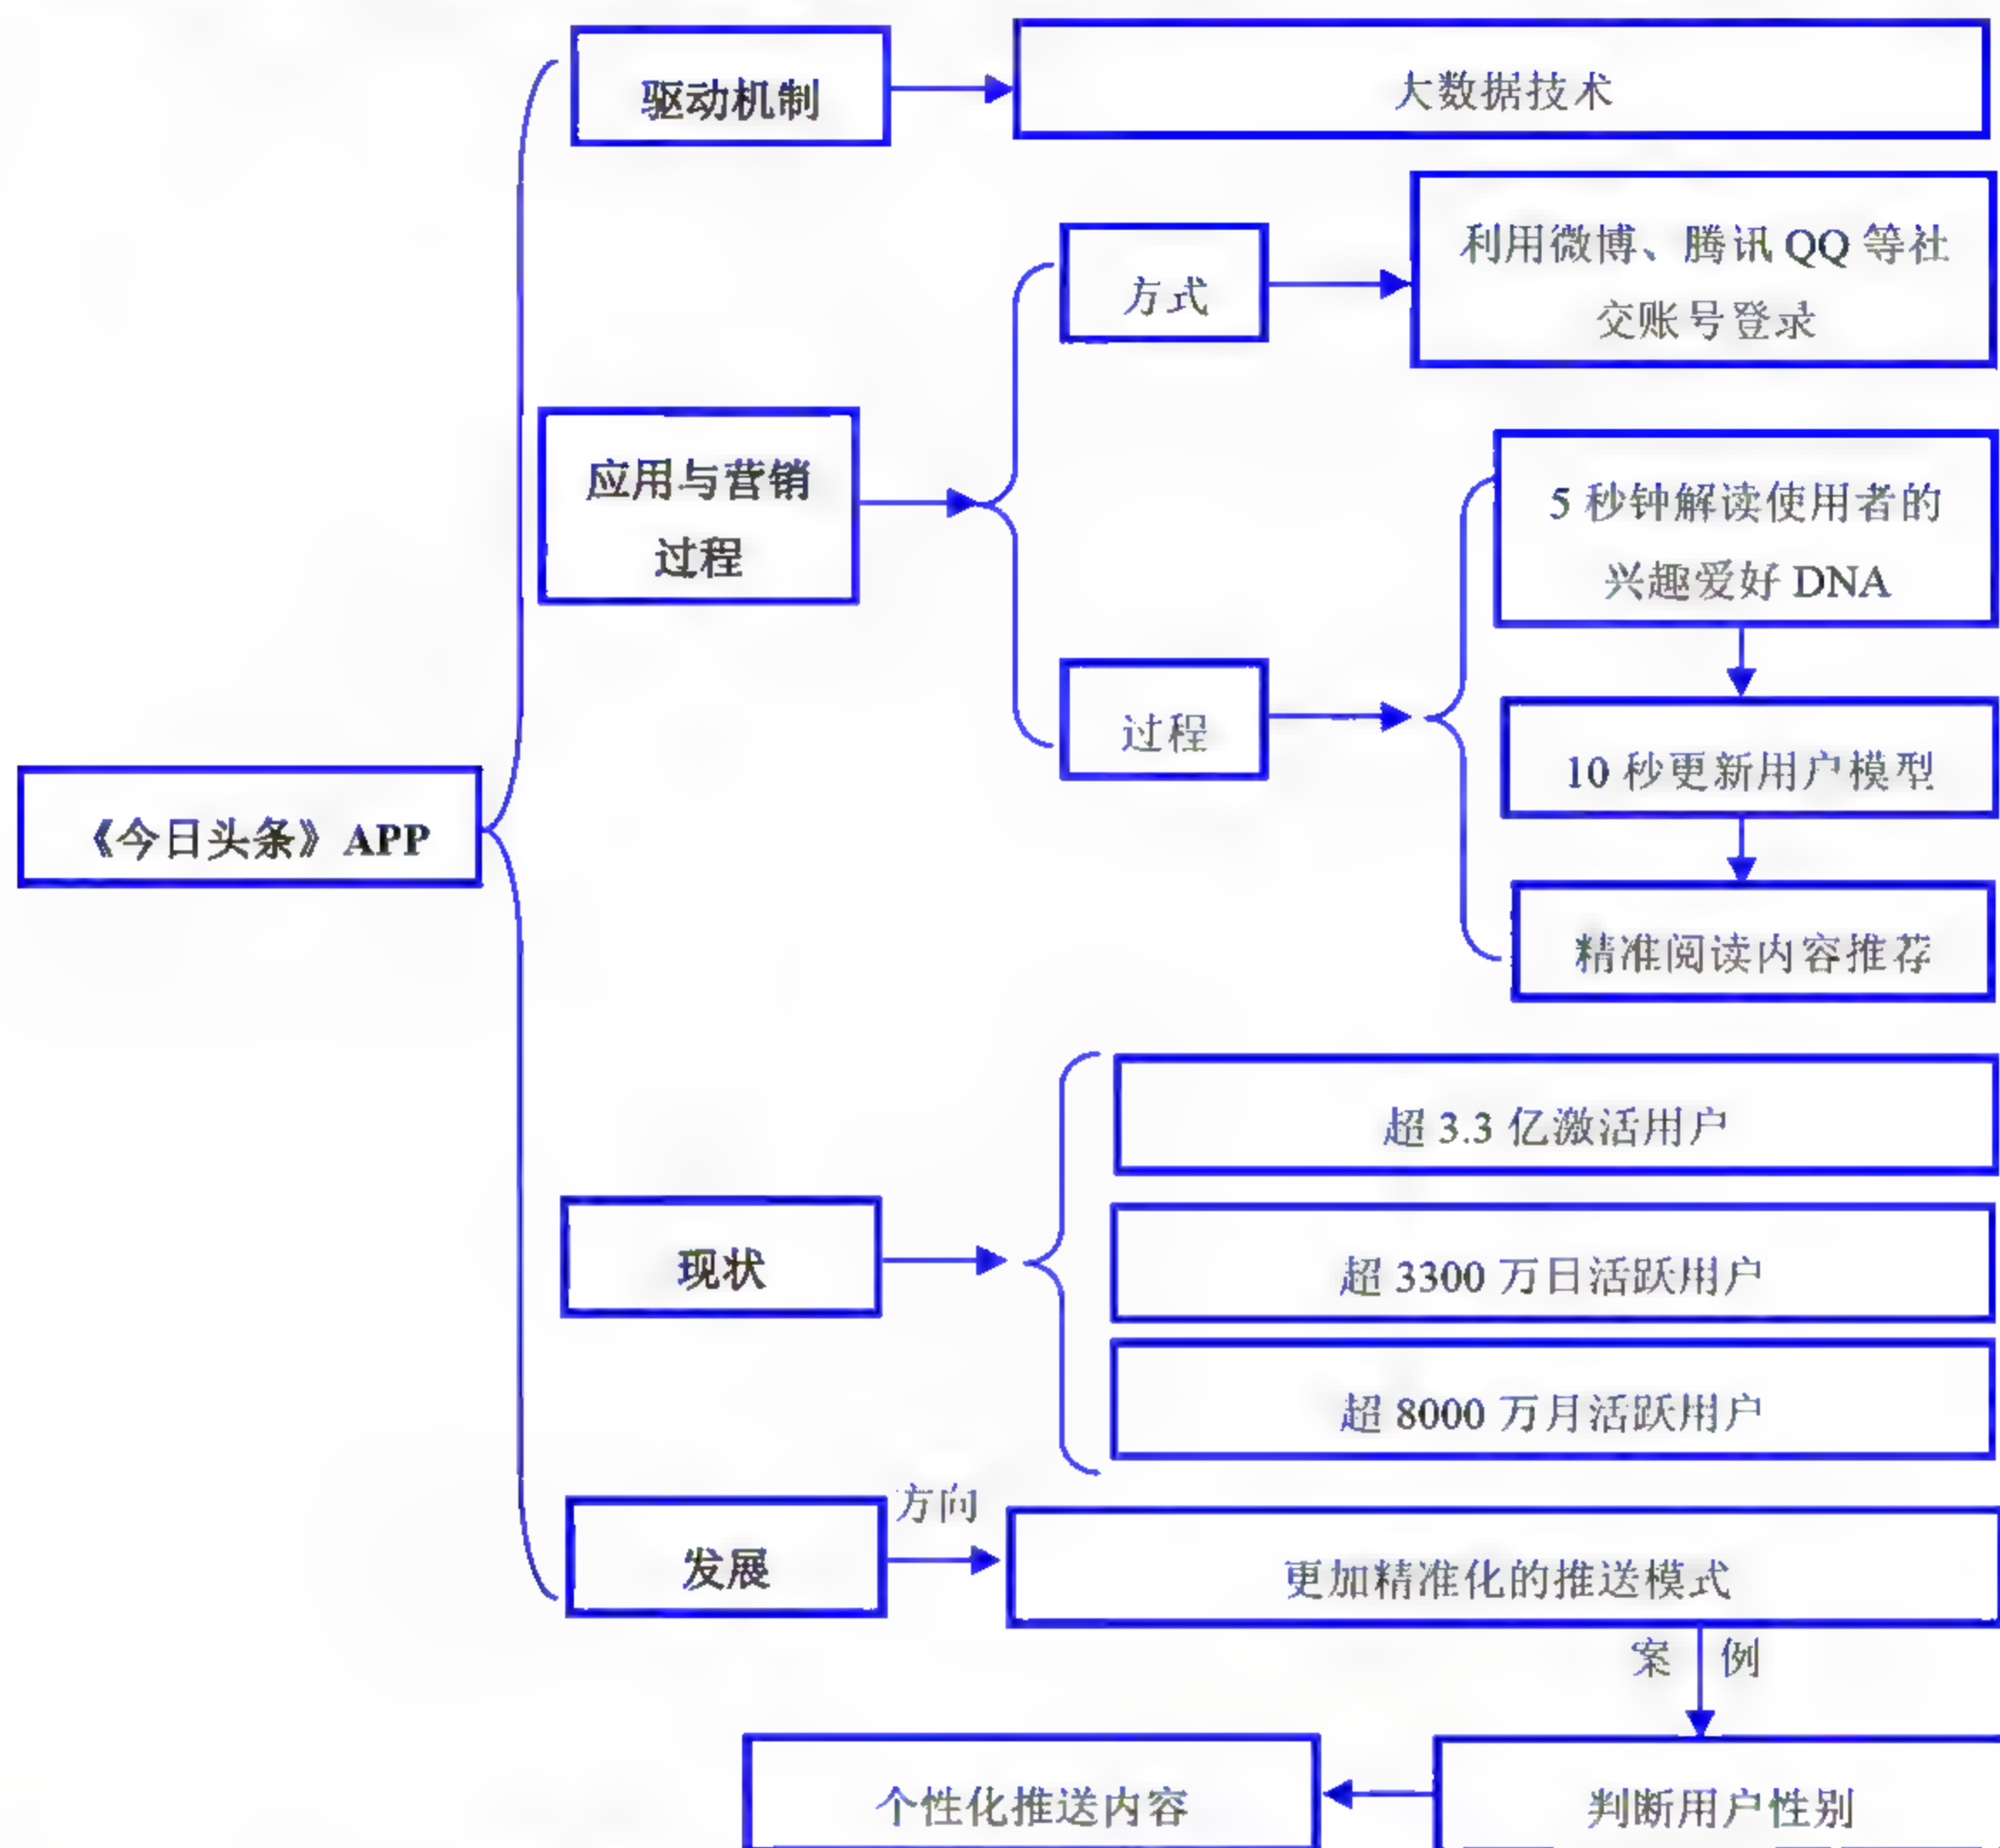 驱动机制
大数据技术
利用微博、腾讯 QQ 等社
交账号登录
方式
应用与营销
过程
5 秒钟解读使用者的
兴趣爱好 DNA
过程
10 秒更新用户模型
《今日头条》APP
精准阅读内容推荐
超 3.3 亿激活用户
现状
超 3300 万日活跃用户
超 8000 万月活跃用户
方向
发展
更加精准化的推送模式
案 例
个性化推送内容
判断用户性别